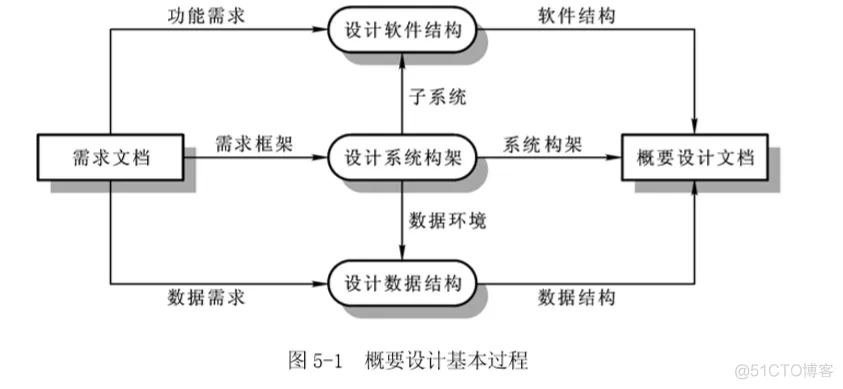 功能需求
设计软件结构
软件结构
子系统
需求文档
需求框架
设计系统构架
系统构架
概要设计文档
数据环境
数据需求
设计数据结构
数据结构
图 5-1 概要设计基本过程
@51CTO博客